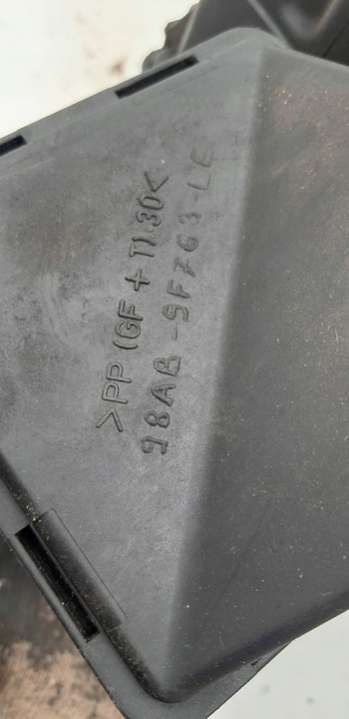 >PP (GF + T) 30<
98AB-9F763-LE